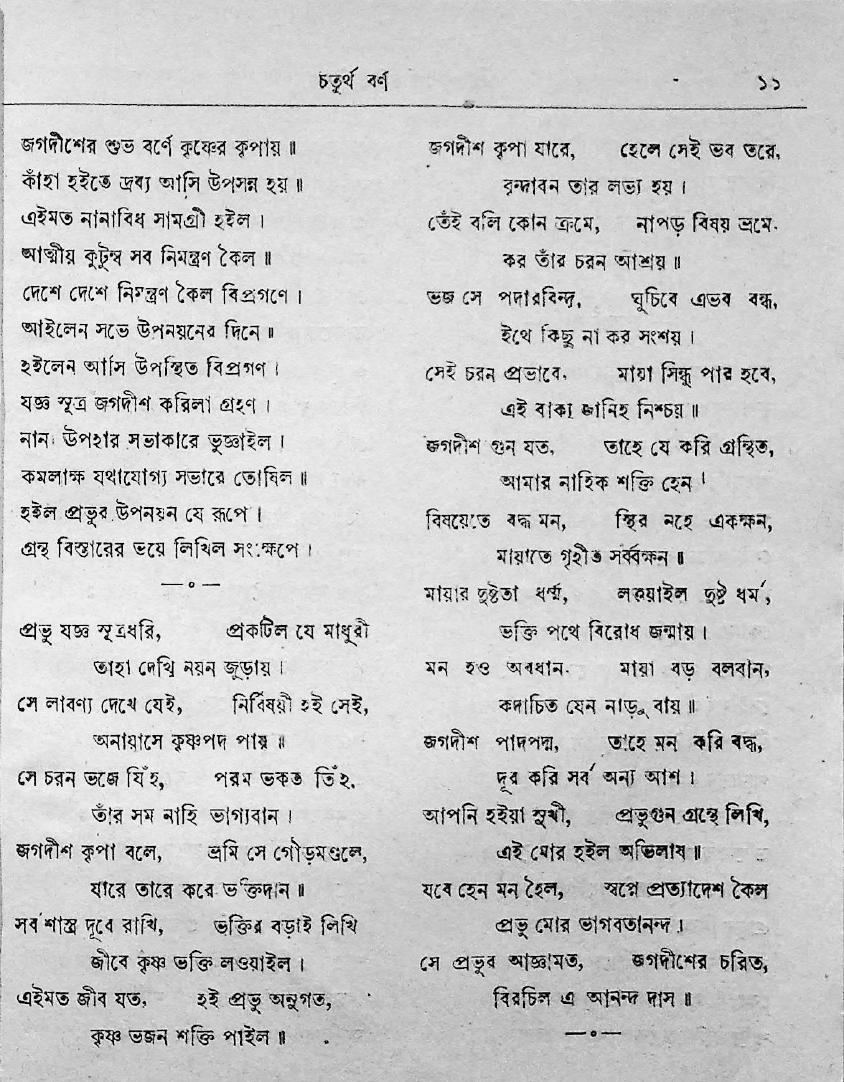 চতুর্থ বর্ণ ১১
জগদীশের শুভ বর্ণে কৃষ্ণের কৃপায় ॥
কাঁহা হইতে দ্রব্য আসি উপসন্ন হয় ॥
এইমত নানাবিধ সামগ্রী হইল ।
আত্মীয় কুটুম্ব সব নিমন্ত্রণ কৈল ॥
দেশে দেশে নিমন্ত্রণ কৈল বিপ্রগণে ।
আইলেন সভে উপনয়নের দিনে ॥
হইলেন আসি উপস্থিত বিপ্রগণ ।
যজ্ঞ সূত্র জগদীশ করিলা গ্রহণ ।
নানা উপহার সভাকারে ভুঞ্জাইল ।
কমলাক্ষ যথাযোগ্য সভারে তোষিল ॥
হইল প্রভুর উপনয়ন যে রূপে ।
গ্রন্থ বিস্তারের ভয়ে লিখিল সংক্ষেপে ।
—०—
প্রভু যজ্ঞ সূত্রধরি, প্রকটিল যে মাধুরী
তাহা দেখি নয়ন জুড়ায় ।
সে লাবণ্য দেখে যেই, নির্বিষয়ী হই সেই,
অনায়াসে কৃষ্ণপদ পায় ॥
সে চরন ভজে যিঁহ, পরম ভকত তিঁহ,
তাঁর সম নাহি ভাগ্যবান ।
জগদীশ কৃপা বলে, ভ্রমি সে গৌড়মণ্ডলে,
যারে তারে করে ভক্তিদান ॥
সর্বশাস্ত্র দূরে রাখি, ভক্তির বড়াই লিখি
জীবে কৃষ্ণ ভক্তি লওয়াইল ।
এইমত জীব যত, হই প্রভু অনুগত,
কৃষ্ণ ভজন শক্তি পাইল ॥
জগদীশ কৃপা যারে, হেলে সেই ভব তরে,
বৃন্দাবন তার লভ্য হয় ।
তেঁই বলি কোন ক্রমে, নাপড় বিষয় ভ্রমে.
কর তাঁর চরন আশ্রয় ॥
ভজ সে পদারবিন্দ, ঘুচিবে এভব বন্ধ,
ইথে কিছু না কর সংশয় ।
সেই চরন প্রভাবে. মায়া সিন্ধু পার হবে,
এই বাক্য জানিহ নিশ্চয় ॥
জগদীশ গুন যত, তাহে যে করি গ্রন্থিত,
আমার নাহিক শক্তি হেন ।
বিষয়েতে বদ্ধ মন, স্থির নহে একক্ষন,
মায়াতে গৃহীত সর্ব্বক্ষন ॥
মায়ার দুষ্টতা ধর্ম্ম, লওয়াইল দুষ্ট ধর্ম,
ভক্তি পথে বিরোধ জন্মায় ।
মন হও অবধান. মায়া বড় বলবান,
কদাচিত যেন বায় ॥
জগদীশ পাদপদ্ম, তাহে মন করি বদ্ধ,
দূর করি সর্ব অন্য আশ ।
আপনি হইয়া সুখী, প্রভুগুন গ্রন্থে লিখি,
এই মোর হইল অভিলাষ ॥
যবে হেন মন হৈল, স্বপ্নে প্রত্যাদেশ কৈল
প্রভু মোর ভাগবতানন্দ ।
সে প্রভুব আজ্ঞামত, জগদীশের চরিত,
বিরচিল এ আনন্দ দাস ॥
—०—